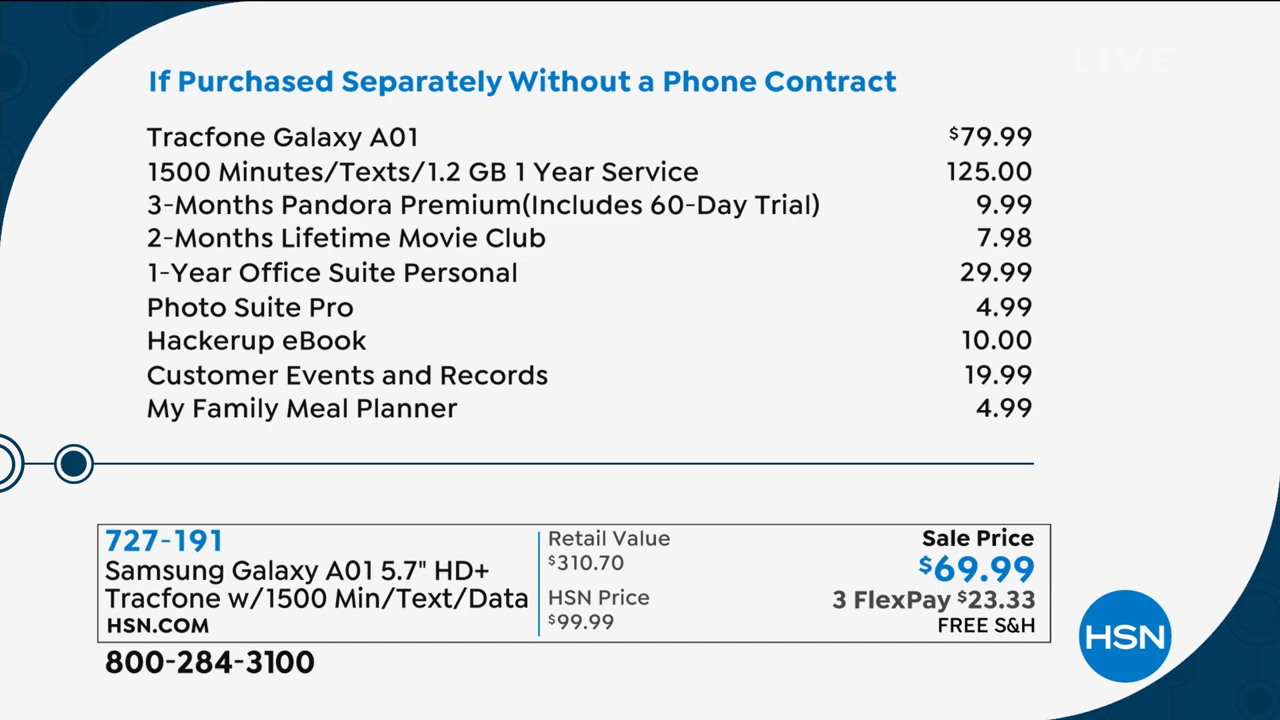 LIVE
If Purchased Separately Without a Phone Contract
Tracfone Galaxy A01 $79.99
1500 Minutes/Texts/1.2 GB 1 Year Service 125.00
3-Months Pandora Premium(Includes 60-Day Trial) 9.99
2-Months Lifetime Movie Club 7.98
1-Year Office Suite Personal 29.99
Photo Suite Pro 4.99
Hackerup eBook 10.00
Customer Events and Records 19.99
My Family Meal Planner 4.99
727-191
Samsung Galaxy A01 5.7" HD+
Tracfone w/1500 Min/Text/Data
HSN.COM
Retail Value
$310.70
HSN Price
$99.99
Sale Price
$69.99
3 FlexPay $23.33
FREE S&H
800-284-3100
HSN